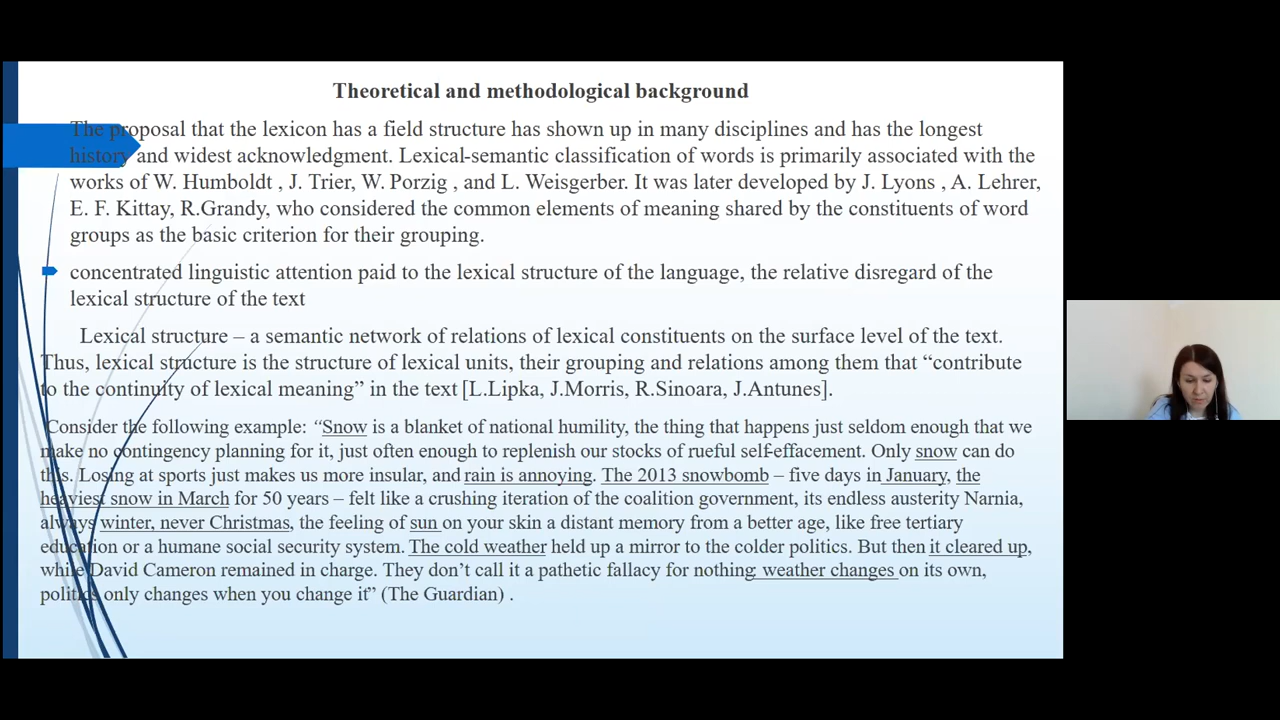 Theoretical and methodological background
The proposal that the lexicon has a field structure has shown up in many disciplines and has the longest
history and widest acknowledgment. Lexical-semantic classification of words is primarily associated with the
works of W. Humboldt , J. Trier, W. Porzig , and L. Weisgerber. It was later developed by J. Lyons , A. Lehrer,
E. F. Kittay, R.Grandy, who considered the common elements of meaning shared by the constituents of word
groups as the basic criterion for their grouping.
concentrated linguistic attention paid to the lexical structure of the language, the relative disregard of the
lexical structure of the text
Lexical structure – a semantic network of relations of lexical constituents on the surface level of the text.
Thus, lexical structure is the structure of lexical units, their grouping and relations among them that “contribute
to the continuity of lexical meaning” in the text [L.Lipka, J.Morris, R.Sinoara, J.Antunes].
Consider the following example: “Snow is a blanket of national humility, the thing that happens just seldom enough that we
make no contingency planning for it, just often enough to replenish our stocks of rueful self-effacement. Only snow can do
this. Losing at sports just makes us more insular, and rain is annoying. The 2013 snowbomb – five days in January, the
heaviest snow in March for 50 years – felt like a crushing iteration of the coalition government, its endless austerity Narnia,
always winter, never Christmas, the feeling of sun on your skin a distant memory from a better age, like free tertiary
education or a humane social security system. The cold weather held up a mirror to the colder politics. But then it cleared up,
while David Cameron remained in charge. They don’t call it a pathetic fallacy for nothing; weather changes on its own,
politics only changes when you change it” (The Guardian) .